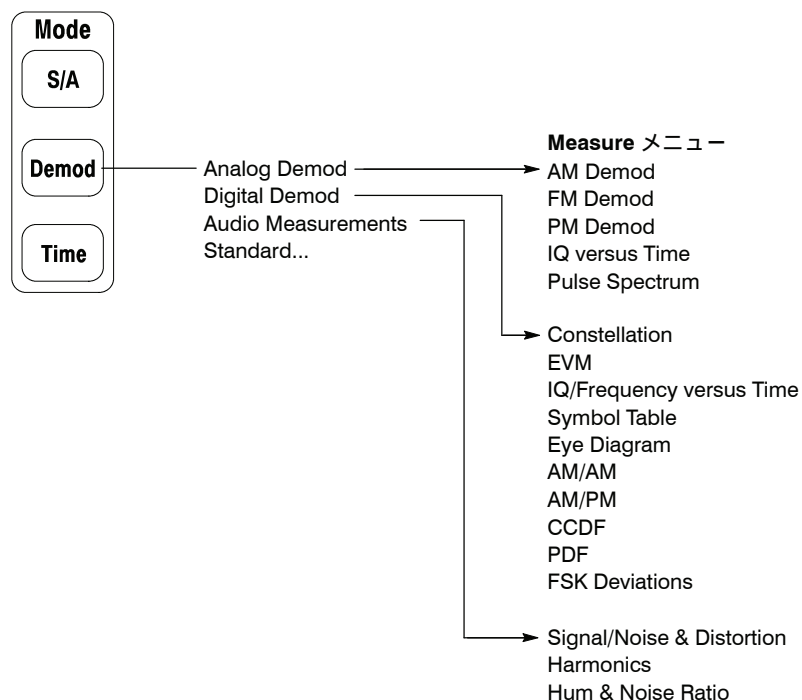 Mode
S/A
Demod
Time
Analog Demod
Digital Demod
Audio Measurements
Standard...
Measure メニュー
AM Demod
FM Demod
PM Demod
IQ versus Time
Pulse Spectrum
Constellation
EVM
IQ/Frequency versus Time
Symbol Table
Eye Diagram
AM/AM
AM/PM
CCDF
PDF
FSK Deviations
Signal/Noise & Distortion
Harmonics
Hum & Noise Ratio